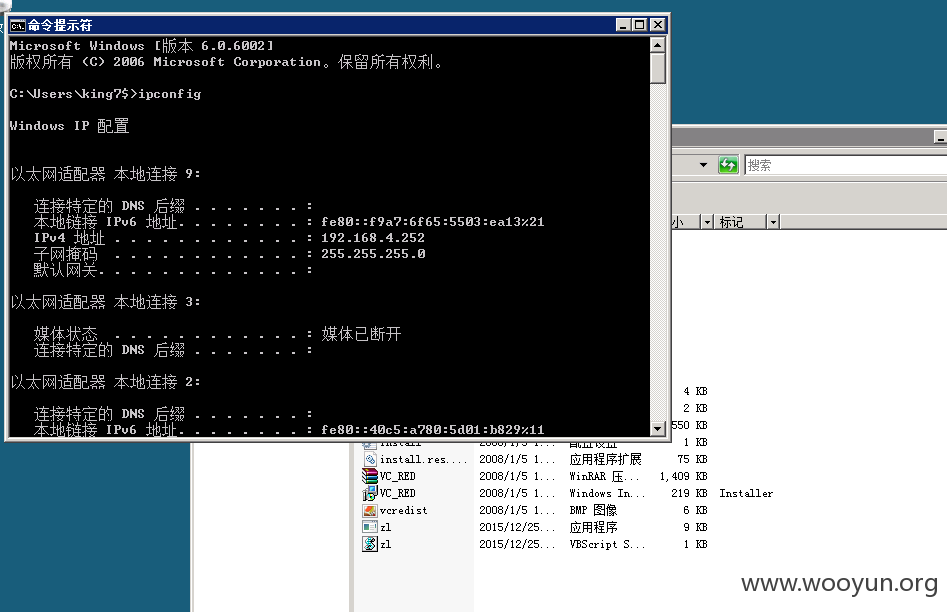 命令提示符
Microsoft Windows [版本 6.0.6002]
版权所有 (C) 2006 Microsoft Corporation。保留所有权利。
C:\Users\king7$>ipconfig
Windows IP 配置
以太网适配器 本地连接 9:
连接特定的 DNS 后缀 . . . . . . . :
本地链接 IPv6 地址. . . . . . . . : fe80::f9a7:6f65:5503:ea13%21
IPv4 地址 . . . . . . . . . . . . : 192.168.4.252
子网掩码 . . . . . . . . . . . . : 255.255.255.0
默认网关. . . . . . . . . . . . . :
以太网适配器 本地连接 3:
媒体状态 . . . . . . . . . . . . : 媒体已断开
连接特定的 DNS 后缀 . . . . . . . :
以太网适配器 本地连接 2:
连接特定的 DNS 后缀 . . . . . . . :
本地链接 IPv6 地址. . . . . . . . : fe80::40c5:a780:5d01:b829%11
搜索
小 标记
4 KB
2 KB
550 KB
install 2008/1/5 1... 配置设置 1 KB
install.res.... 2008/1/5 1... 应用程序扩展 75 KB
VC_RED 2008/1/5 1... WinRAR 压... 1,409 KB
VC_RED 2008/1/5 1... Windows In... 219 KB Installer
vcredist 2008/1/5 1... BMP 图像 6 KB
zl 2015/12/25... 应用程序 9 KB
zl 2015/12/25... VBScript S... 1 KB
www.wooyun.org